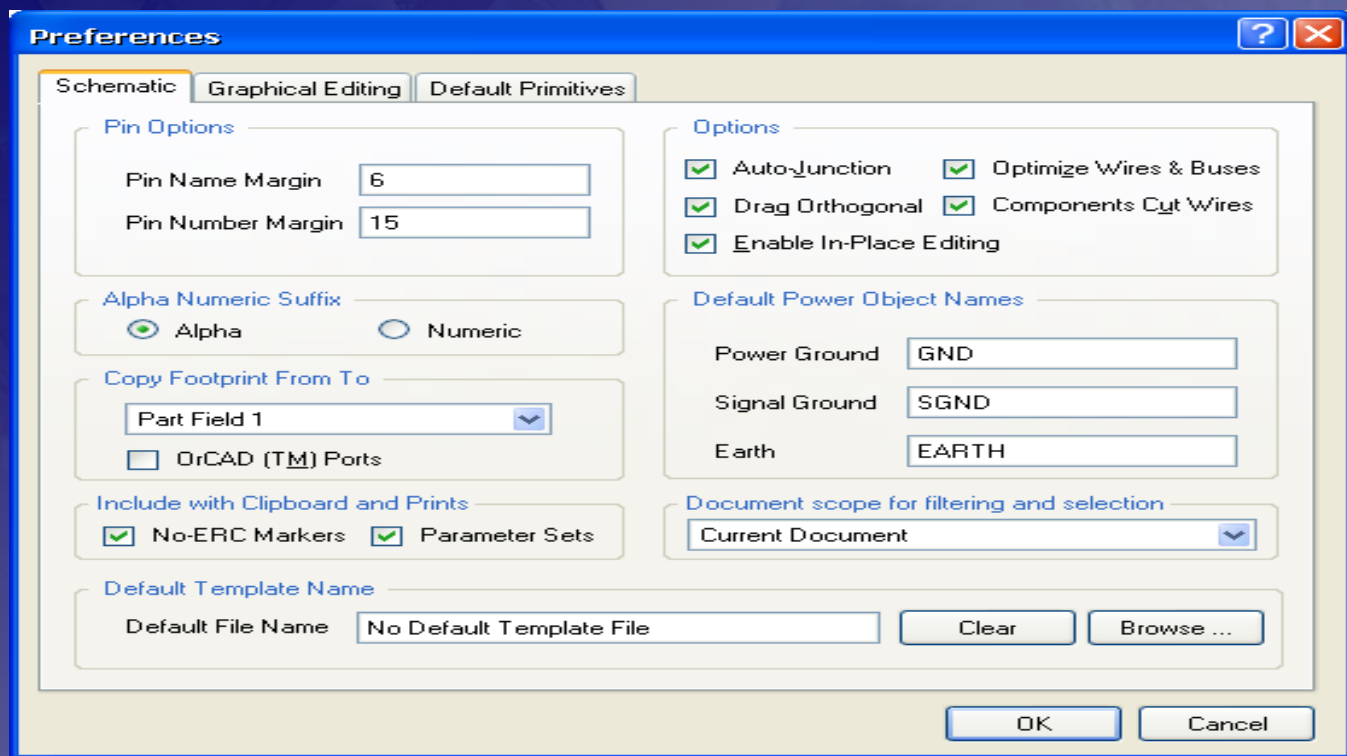 Preferences
Schematic
Graphical Editing
Default Primitives
Pin Options
Pin Name Margin 6
Pin Number Margin 15
Options
Auto-Junction
Optimize Wires & Buses
Drag Orthogonal
Components Cut Wires
Enable In-Place Editing
Alpha Numeric Suffix
Alpha
Numeric
Default Power Object Names
Power Ground GND
Signal Ground SGND
Earth EARTH
Copy Footprint From To
Part Field 1
OrCAD (TM) Ports
Include with Clipboard and Prints
No-ERC Markers
Parameter Sets
Document scope for filtering and selection
Current Document
Default Template Name
Default File Name No Default Template File
Clear
Browse ...
OK
Cancel